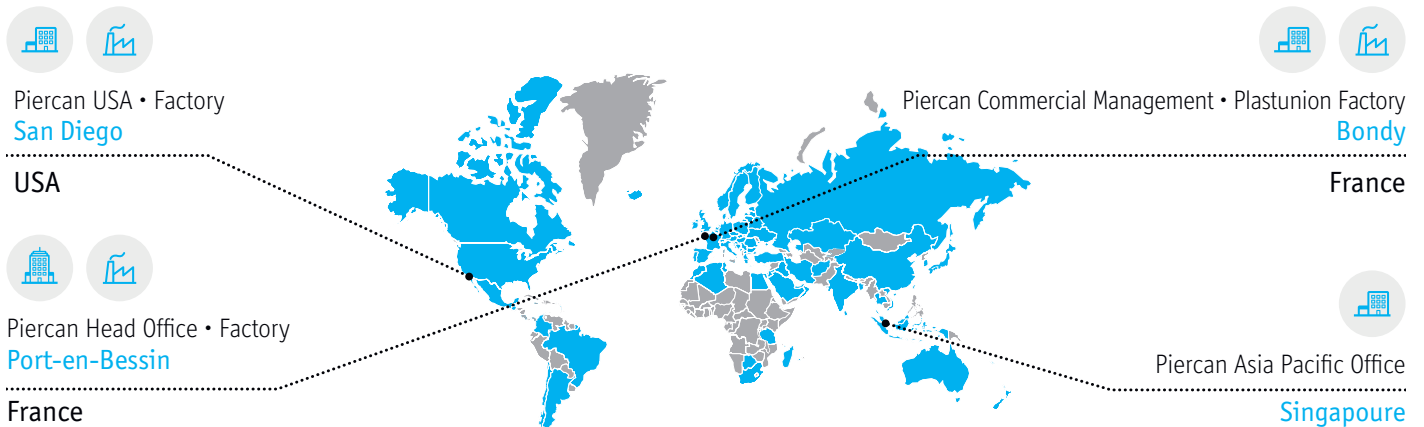 Piercan USA • Factory
San Diego
USA
Piercan Head Office • Factory
Port-en-Bessin
France
Piercan Commercial Management • Plastunion Factory
Bondy
France
Piercan Asia Pacific Office
Singapoure